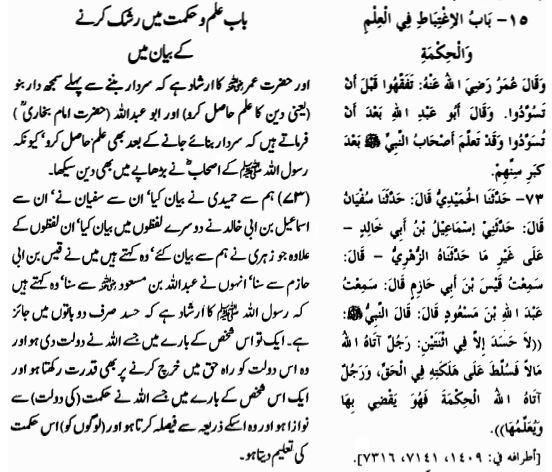 ١٥- بَابُ الاِغْتِبَاطِ فِي الْعِلْمِ
وَالْحِكْمَةِ
وَقَالَ عُمَرُ رَضِيَ اللهُ عَنْهُ: تَفَقَّهُوا قَبْلَ أَنْ
تُسَوَّدُوا. وَقَالَ أَبُو عَبْدِ اللهِ بَعْدَ أَنْ
تُسَوَّدُوا وَقَدْ تَعَلَّمَ أَصْحَابُ النَّبِيِّ ﷺ بَعْدَ
كِبَرِ سِنِّهِمْ.
٧٣- حَدَّثَنَا الْحُمَيْدِيُّ قَالَ: حَدَّثَنَا سُفْيَانُ
قَالَ: حَدَّثَنِي إِسْمَاعِيلُ بْنُ أَبِي خَالِدٍ -
عَلَى غَيْرِ مَا حَدَّثَنَاهُ الزُّهْرِيُّ - قَالَ:
سَمِعْتُ قَيْسَ بْنَ أَبِي حَازِمٍ قَالَ: سَمِعْتُ
عَبْدَ اللهِ بْنَ مَسْعُودٍ قَالَ: قَالَ النَّبِيُّ ﷺ:
((لاَ حَسَدَ إِلاَّ فِي اثْنَتَيْنِ: رَجُلٌ آتَاهُ اللهُ
مَالاً فَسُلِّطَ عَلَى هَلَكَتِهِ فِي الْحَقِّ، وَرَجُلٌ
آتَاهُ اللهُ الْحِكْمَةَ فَهُوَ يَقْضِي بِهَا
وَيُعَلِّمُهَا)).
[أطرافه في: ١٤٠٩، ٧١٤١، ٧٣١٦].
باب علم و حکمت میں رشک کرنے
کے بیان میں
اور حضرت عمر رضی اللہ عنہ کا ارشاد ہے کہ سردار بننے سے پہلے سمجھ دار بنو
(یعنی دین کا علم حاصل کرو) اور ابو عبداللہ (حضرت امام بخاریؒ)
فرماتے ہیں کہ سردار بنائے جانے کے بعد بھی علم حاصل کرو، کیونکہ
رسول اللہ ﷺ کے اصحابؓ نے بڑھاپے میں بھی دین سیکھا۔
(۷۳) ہم سے حمیدی نے بیان کیا، ان سے سفیان نے، ان سے
اسماعیل بن ابی خالد نے دوسرے لفظوں میں بیان کیا، ان لفظوں کے
علاوہ جو زہری نے ہم سے بیان کئے، وہ کہتے ہیں میں نے قیس بن ابی
حازم سے سنا، انہوں نے عبداللہ بن مسعود رضی اللہ عنہ سے سنا، وہ کہتے ہیں
کہ رسول اللہ ﷺ کا ارشاد ہے کہ حسد صرف دو باتوں میں جائز
ہے۔ ایک تو اس شخص کے بارے میں جسے اللہ نے دولت دی ہو اور
وہ اس دولت کو راہ حق میں خرچ کرنے پر بھی قدرت رکھتا ہو اور
ایک اس شخص کے بارے میں جسے اللہ نے حکمت (کی دولت) سے
نوازا ہو اور وہ اسکے ذریعہ سے فیصلہ کرتا ہو اور (لوگوں کو) اس حکمت
کی تعلیم دیتا ہو۔